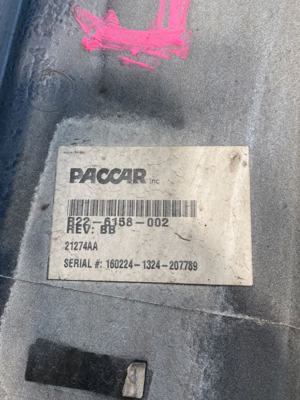 PACCAR Inc
R22-6158-002
REV: BB
21274AA
SERIAL #: 160224-1324-207789